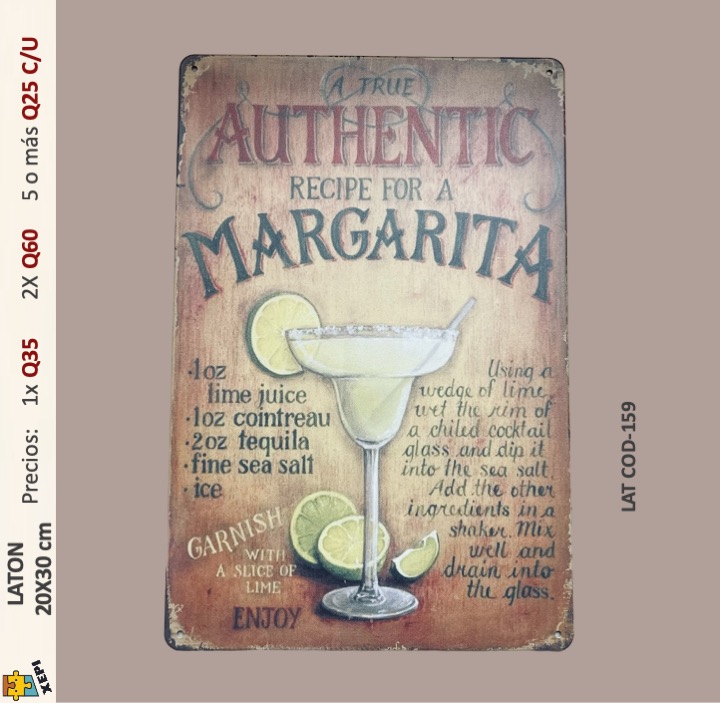 LATON
20X30 cm
Precios: 1x Q35 2X Q60 5 o más Q25 C/U
XEPI
A TRUE
AUTHENTIC
RECIPE FOR A
MARGARITA
·1oz
lime juice
·1oz cointreau
·2oz tequila
·fine sea salt
·ice
GARNISH
WITH
A SLICE OF
LIME
ENJOY
Using a
wedge of lime,
wet the rim of
a chiled cocktail
glass and dip it
into the sea salt.
Add the other
ingredients in a
shaker. Mix
well and
drain into
the glass.
LAT COD-159